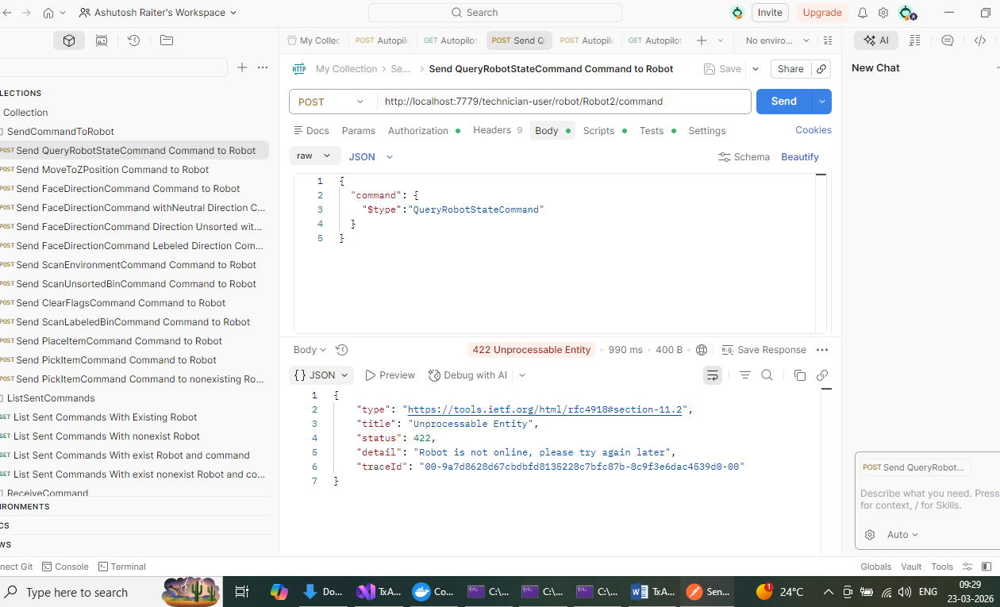 Ashutosh Raiter's Workspace
Search
Invite
Upgrade
My Collec
POST Autopil
GET Autopilo
POST Send Q
POST Autopil
GET Autopilot
No enviro...
AI
LECTIONS
Collection
SendCommandToRobot
POST Send QueryRobotStateCommand Command to Robot
POST Send MoveToZPosition Command to Robot
POST Send FaceDirectionCommand Command to Robot
POST Send FaceDirectionCommand withNeutral Direction C...
POST Send FaceDirectionCommand Direction Unsorted wit...
POST Send FaceDirectionCommand Lebeled Direction Com...
POST Send ScanEnvironmentCommand Command to Robot
POST Send ScanUnsortedBinCommand Command to Robot
POST Send ClearFlagsCommand Command to Robot
POST Send ScanLabeledBinCommand Command to Robot
POST Send PlaceItemCommand Command to Robot
POST Send PickItemCommand Command to Robot
POST Send PickItemCommand Command to nonexisting Ro...
ListSentCommands
GET List Sent Commands With Existing Robot
GET List Sent Commands With nonexist Robot
GET List Sent Commands With exist Robot and command
GET List Sent Commands With exist nonexist Robot and co...
ReceiveCommand
IRONMENTS
CS
WS
HTTP My Collection > Se... > Send QueryRobotStateCommand Command to Robot
Save
Share
POST
http://localhost:7779/technician-user/robot/Robot2/command
Send
Docs Params Authorization Headers 9 Body Scripts Tests Settings
Cookies
raw
JSON
Schema
Beautify
1 {
2 "command": {
3 "$type":"QueryRobotStateCommand"
4 }
5 }
Body
422 Unprocessable Entity • 990 ms • 400 B
e.g. Save Response
{} JSON
Preview
Debug with AI
1 {
2 "type": "https://tools.ietf.org/html/rfc4918#section-11.2",
3 "title": "Unprocessable Entity",
4 "status": 422,
5 "detail": "Robot is not online, please try again later",
6 "traceId": "00-9a7d8628d67cbdbfd8135228c7bfc87b-8c9f3e6dac4539d0-00"
7 }
New Chat
POST Send QueryRobot...
Describe what you need. Press
for context, / for Skills.
Auto
nect Git
Console
Terminal
Globals
Vault
Tools
Type here to search
Do...
TxA...
Co...
C:\...
C:\...
C:\...
TxA...
Sen...
1
24°C
ENG
09:29
23-03-2026